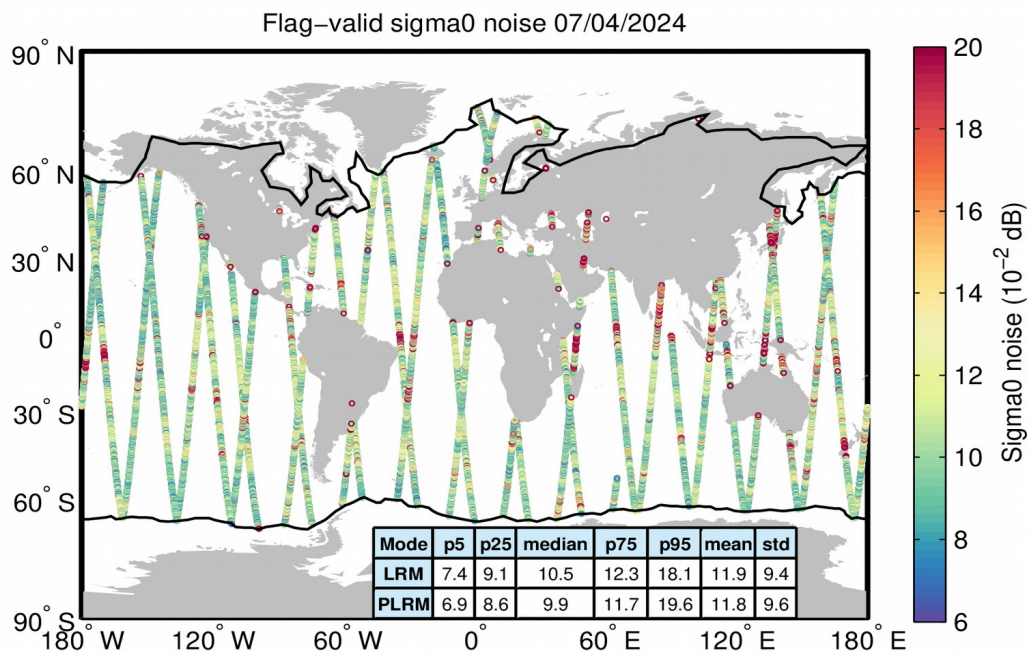 Flag-valid sigma0 noise 07/04/2024
90° N
60° N
30° N
0°
30° S
60° S
90° S
180° W
120° W
60° W
0°
60° E
120° E
180° E
Mode p5 p25 median p75 p95 mean std
LRM 7.4 9.1 10.5 12.3 18.1 11.9 9.4
PLRM 6.9 8.6 9.9 11.7 19.6 11.8 9.6
20
18
16
14
12
10
8
6
Sigma0 noise (10⁻² dB)